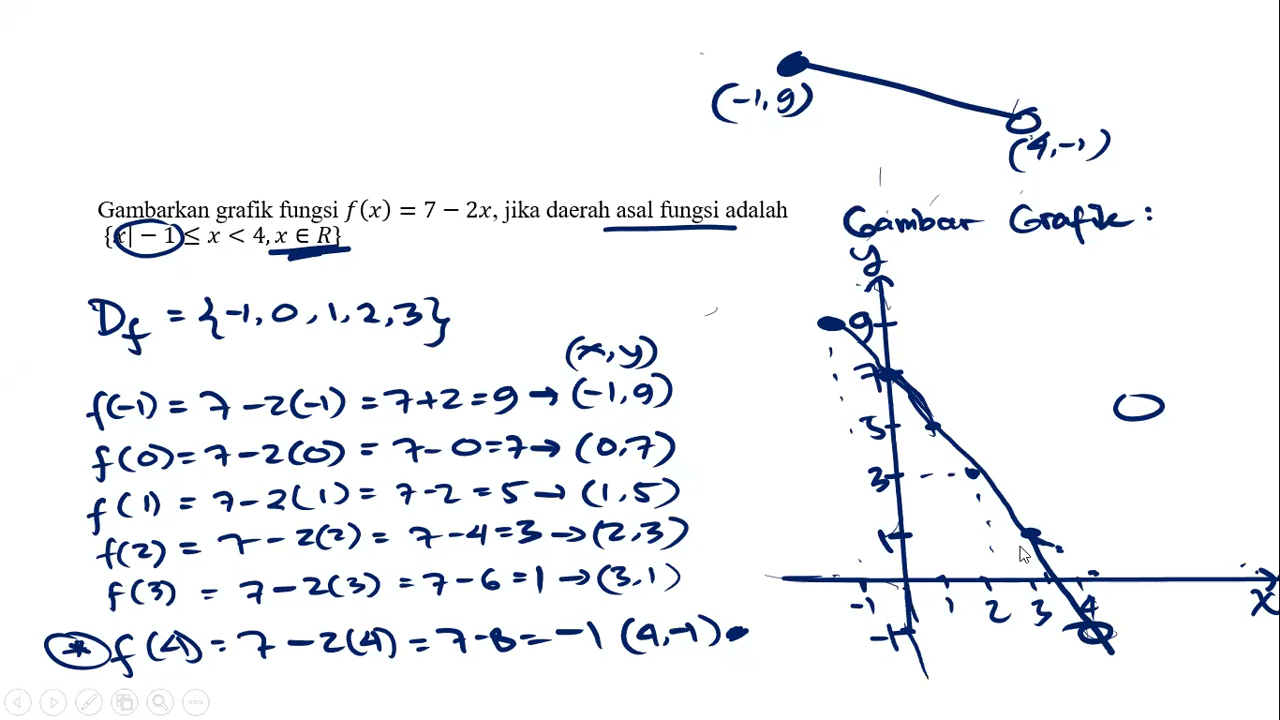 (-1, 9)
(4, -1)
Gambarkan grafik fungsi f(x) = 7 − 2x, jika daerah asal fungsi adalah
{x| − 1 ≤ x < 4, x ∈ R}
Gambar Grafik :
D_f = {-1, 0, 1, 2, 3}
(x, y)
f(-1) = 7 - 2(-1) = 7 + 2 = 9 → (-1, 9)
f(0) = 7 - 2(0) = 7 - 0 = 7 → (0, 7)
f(1) = 7 - 2(1) = 7 - 2 = 5 → (1, 5)
f(2) = 7 - 2(2) = 7 - 4 = 3 → (2, 3)
f(3) = 7 - 2(3) = 7 - 6 = 1 → (3, 1)
* f(4) = 7 - 2(4) = 7 - 8 = -1 (4, -1)
y
9
7
5
3
1
-1 1 2 3 4 x
-1